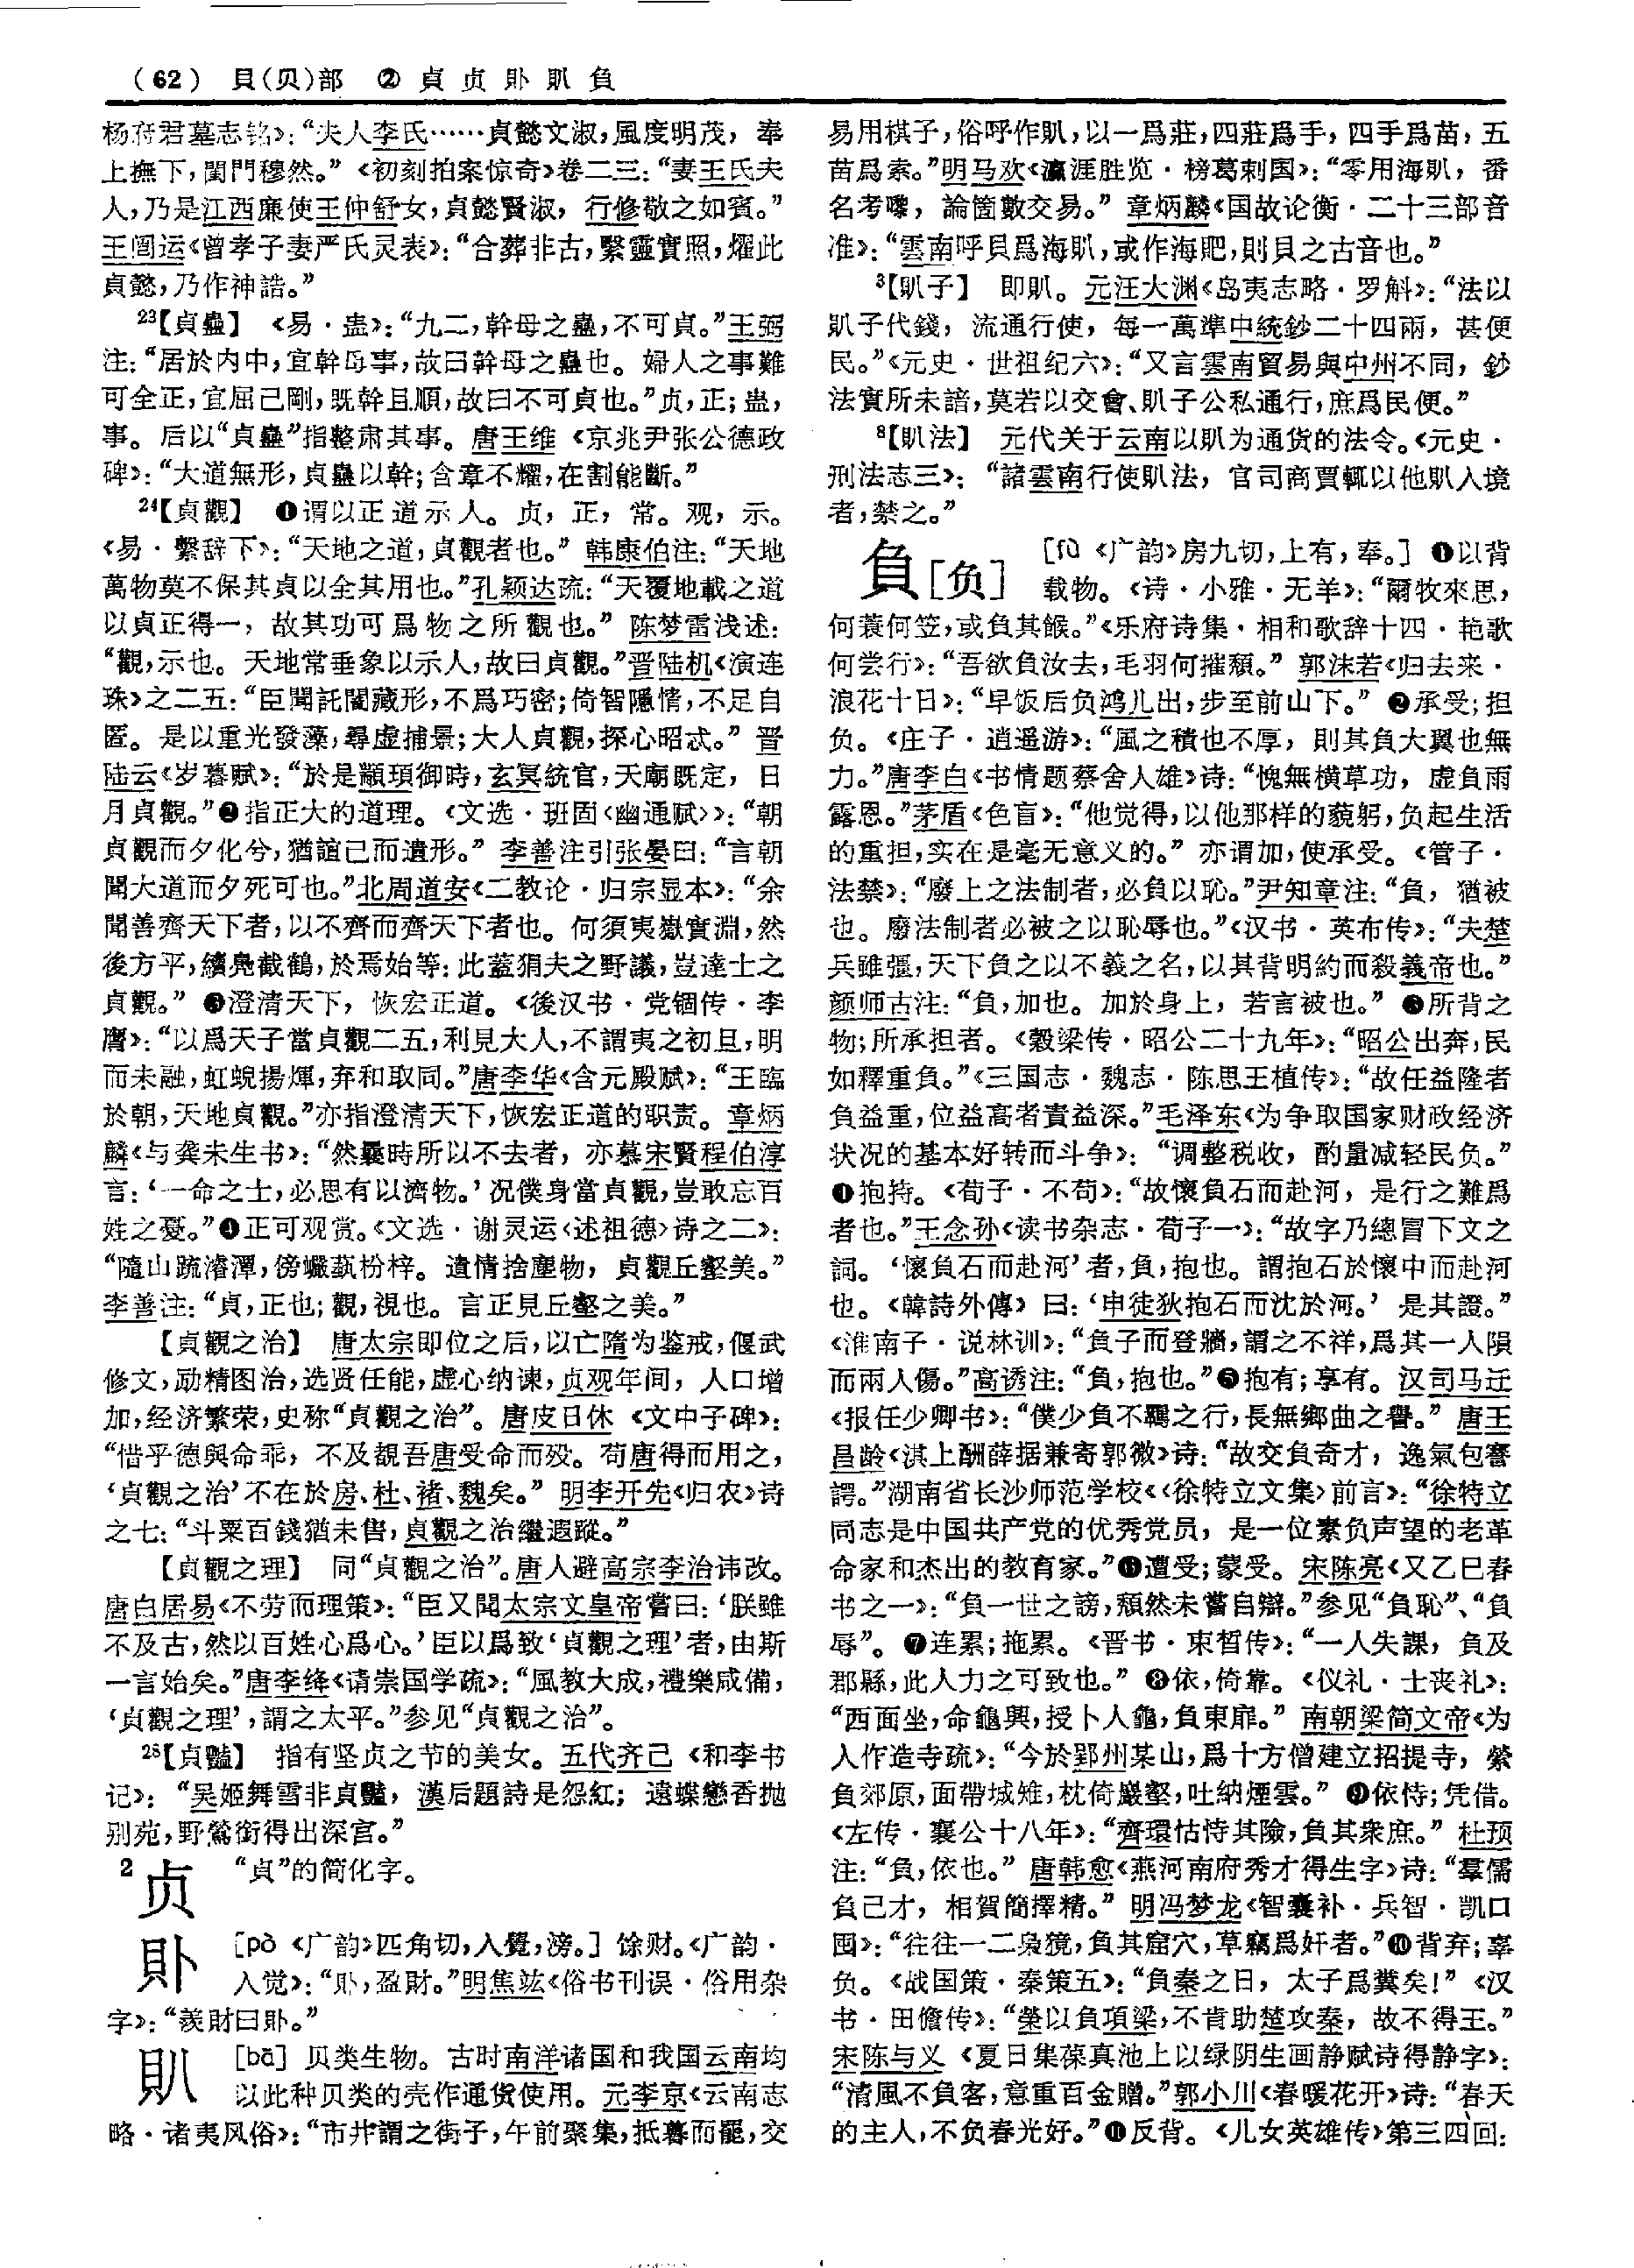 (62) 貝(贝)部 ② 貞 贞 䝤 𧴤 負
杨府君墓志铭》：“夫人李氏……貞懿文淑，風度明茂，奉
上撫下，閨門穆然。”《初刻拍案惊奇》卷二三：“妻王氏夫
人，乃是江西廉使王仲舒女，貞懿賢淑，行修敬之如賓。”
王闿运《曾孝子妻严氏灵表》：“合葬非古，繄靈實照，燿此
貞懿，乃作神誥。”
23【貞蠱】 《易·蛊》：“九二，幹母之蠱，不可貞。”王弼
注：“居於内中，宜幹母事，故曰幹母之蠱也。婦人之事難
可全正，宜屈己剛，既幹且順，故曰不可貞也。”贞，正；蛊，
事。后以“貞蠱”指整肃其事。唐王维《京兆尹张公德政
碑》：“大道無形，貞蠱以幹；含章不耀，在割能斷。”
24【貞觀】 ❶谓以正道示人。贞，正，常。观，示。
《易·繫辞下》：“天地之道，貞觀者也。”韩康伯注：“天地
萬物莫不保其貞以全其用也。”孔颖达疏：“天覆地載之道
以貞正得一，故其功可爲物之所觀也。”陈梦雷浅述：
“觀，示也。天地常垂象以示人，故曰貞觀。”晋陆机《演连
珠》之二五：“臣聞託闇藏形，不爲巧密；倚智隱情，不足自
匿。是以重光發藻，尋虚捕景；大人貞觀，探心昭忒。”晋
陆云《岁暮赋》：“於是顓頊御時，玄冥統官，天廟既定，日
月貞觀。”❷指正大的道理。《文选·班固〈幽通赋〉》：“朝
貞觀而夕化兮，猶諠己而遺形。”李善注引张晏曰：“言朝
聞大道而夕死可也。”北周道安《二教论·归宗显本》：“余
聞善齊天下者，以不齊而齊天下者也。何須夷嶽實淵，然
後方平，續鳧截鶴，於焉始等；此蓋狷夫之野議，豈達士之
貞觀。”❸澄清天下，恢宏正道。《後汉书·党锢传·李
膺》：“以爲天子當貞觀二五，利見大人，不謂夷之初旦，明
而未融，虹蜺揚煇，弃和取同。”唐李华《含元殿赋》：“王臨
於朝，天地貞觀。”亦指澄清天下，恢宏正道的职责。章炳
麟《与龚未生书》：“然曩時所以不去者，亦慕宋賢程伯淳
言：‘一命之士，必思有以濟物。’况僕身當貞觀，豈敢忘百
姓之憂。”❹正可观赏。《文选·谢灵运〈述祖德〉诗之二》：
“隨山疏濬潭，傍巘蓺枌梓。遺情捨塵物，貞觀丘壑美。”
李善注：“貞，正也；觀，視也。言正見丘壑之美。”
【貞觀之治】 唐太宗即位之后，以亡隋为鉴戒，偃武
修文，励精图治，选贤任能，虚心纳谏，贞观年间，人口增
加，经济繁荣，史称“貞觀之治”。唐皮日休《文中子碑》：
“惜乎德與命乖，不及覩吾唐受命而殁。苟唐得而用之，
‘貞觀之治’不在於房、杜、褚、魏矣。”明李开先《归农》诗
之七：“斗粟百錢猶未售，貞觀之治繼遐蹤。”
【貞觀之理】 同“貞觀之治”。唐人避高宗李治讳改。
唐白居易《不劳而理策》：“臣又聞太宗文皇帝嘗曰：‘朕雖
不及古，然以百姓心爲心。’臣以爲致‘貞觀之理’者，由斯
一言始矣。”唐李绛《请崇国学疏》：“風教大成，禮樂咸備，
‘貞觀之理’，謂之太平。”参见“貞觀之治”。
25【貞豔】 指有坚贞之节的美女。五代齐己《和李书
记》：“吴姬舞雪非貞豔，漢后題詩是怨紅；遠蝶戀香抛
别苑，野鶯銜得出深宫。”
2贞 “貞”的简化字。
䝤 [pò 《广韵》匹角切，入覺，滂。] 馀财。《广韵·
入觉》：“䝤，盈財。”明焦竑《俗书刊误·俗用杂
字》：“羨財曰䝤。”
𧴤 [bā] 贝类生物。古时南洋诸国和我国云南均
以此种贝类的壳作通货使用。元李京《云南志
略·诸夷风俗》：“市井謂之街子，午前聚集，抵暮而罷，交
易用棋子，俗呼作𧴤，以一爲莊，四莊爲手，四手爲苗，五
苗爲索。”明马欢《瀛涯胜览·榜葛剌国》：“零用海𧴤，番
名考嚟，論箇數交易。”章炳麟《国故论衡·二十三部音
准》：“雲南呼貝爲海𧴤，或作海肥，則貝之古音也。”
3【𧴤子】 即𧴤。元汪大渊《岛夷志略·罗斛》：“法以
𧴤子代錢，流通行使，每一萬準中統鈔二十四兩，甚便
民。”《元史·世祖纪六》：“又言雲南貿易與中州不同，鈔
法實所未諳，莫若以交會、𧴤子公私通行，庶爲民便。”
8【𧴤法】 元代关于云南以𧴤为通货的法令。《元史·
刑法志三》：“諸雲南行使𧴤法，官司商賈輒以他𧴤入境
者，禁之。”
負[负] [fù 《广韵》房九切，上有，奉。] ❶以背
载物。《诗·小雅·无羊》：“爾牧來思，
何蓑何笠，或負其餱。”《乐府诗集·相和歌辞十四·艳歌
何尝行》：“吾欲負汝去，毛羽何摧頹。”郭沫若《归去来·
浪花十日》：“早饭后负鸿儿出，步至前山下。”❷承受；担
负。《庄子·逍遥游》：“風之積也不厚，則其負大翼也無
力。”唐李白《书情题蔡舍人雄》诗：“愧無横草功，虚負雨
露恩。”茅盾《色盲》：“他觉得，以他那样的藐躬，负起生活
的重担，实在是毫无意义的。”亦谓加，使承受。《管子·
法禁》：“廢上之法制者，必負以恥。”尹知章注：“負，猶被
也。廢法制者必被之以恥辱也。”《汉书·英布传》：“夫楚
兵雖彊，天下負之以不義之名，以其背明約而殺義帝也。”
颜师古注：“負，加也。加於身上，若言被也。”❸所背之
物；所承担者。《穀梁传·昭公二十九年》：“昭公出奔，民
如釋重負。”《三国志·魏志·陈思王植传》：“故任益隆者
負益重，位益高者責益深。”毛泽东《为争取国家财政经济
状况的基本好转而斗争》：“调整税收，酌量减轻民负。”
❹抱持。《荀子·不苟》：“故懷負石而赴河，是行之難爲
者也。”王念孙《读书杂志·荀子一》：“故字乃總冒下文之
詞。‘懷負石而赴河’者，負，抱也。謂抱石於懷中而赴河
也。《韓詩外傳》曰：‘申徒狄抱石而沈於河。’是其證。”
《淮南子·说林训》：“負子而登牆，謂之不祥，爲其一人隕
而兩人傷。”高诱注：“負，抱也。”❺抱有；享有。汉司马迁
《报任少卿书》：“僕少負不羈之行，長無鄉曲之譽。”唐王
昌龄《淇上酬薛据兼寄郭微》诗：“故交負奇才，逸氣包謇
諤。”湖南省长沙师范学校《〈徐特立文集〉前言》：“徐特立
同志是中国共产党的优秀党员，是一位素负声望的老革
命家和杰出的教育家。”❻遭受；蒙受。宋陈亮《又乙巳春
书之一》：“負一世之謗，頹然未嘗自辯。”参见“負恥”、“負
辱”。❼连累；拖累。《晋书·束皙传》：“一人失課，負及
郡縣，此人力之可致也。”❽依，倚靠。《仪礼·士丧礼》：
“西面坐，命龜興，授卜人龜，負東扉。”南朝梁简文帝《为
人作造寺疏》：“今於郢州某山，爲十方僧建立招提寺，縈
負郊原，面帶城雉，枕倚巖壑，吐納煙雲。”❾依恃；凭借。
《左传·襄公十八年》：“齊環怙恃其險，負其衆庶。”杜预
注：“負，依也。”唐韩愈《燕河南府秀才得生字》诗：“羣儒
負己才，相賀簡擇精。”明冯梦龙《智囊补·兵智·凯口
囤》：“往往一二梟獍，負其窟穴，草竊爲奸者。”❿背弃；辜
负。《战国策·秦策五》：“負秦之日，太子爲糞矣！”《汉
书·田儋传》：“榮以負項梁，不肯助楚攻秦，故不得王。”
宋陈与义《夏日集葆真池上以绿阴生画静赋诗得静字》：
“清風不負客，意重百金贈。”郭小川《春暖花开》诗：“春天
的主人，不负春光好。”⓫反背。《儿女英雄传》第三四回：